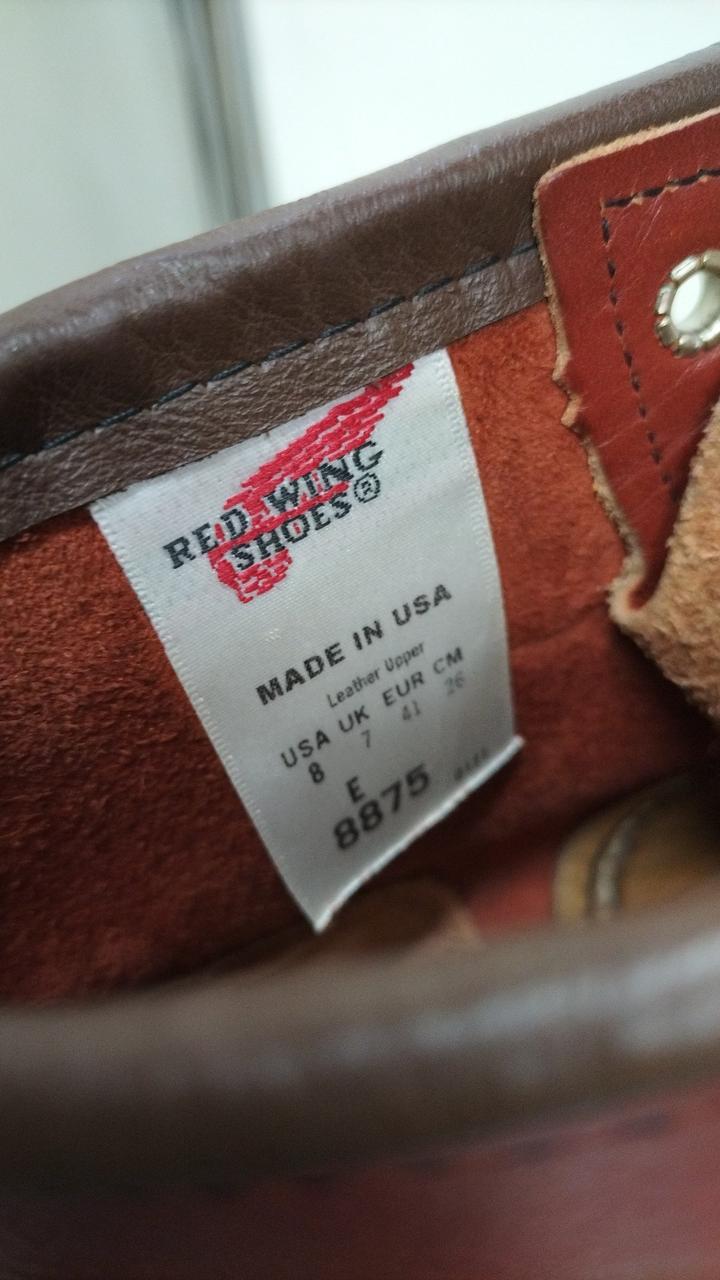 RED WING
SHOES®
MADE IN USA
Leather Upper
USA UK EUR CM
8 7 41 26
E
8875